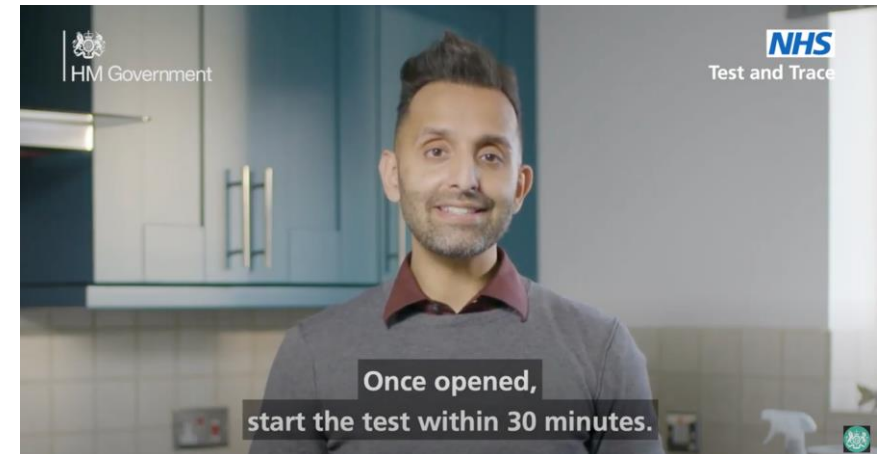 HM Government
NHS
Test and Trace
Once opened,
start the test within 30 minutes.